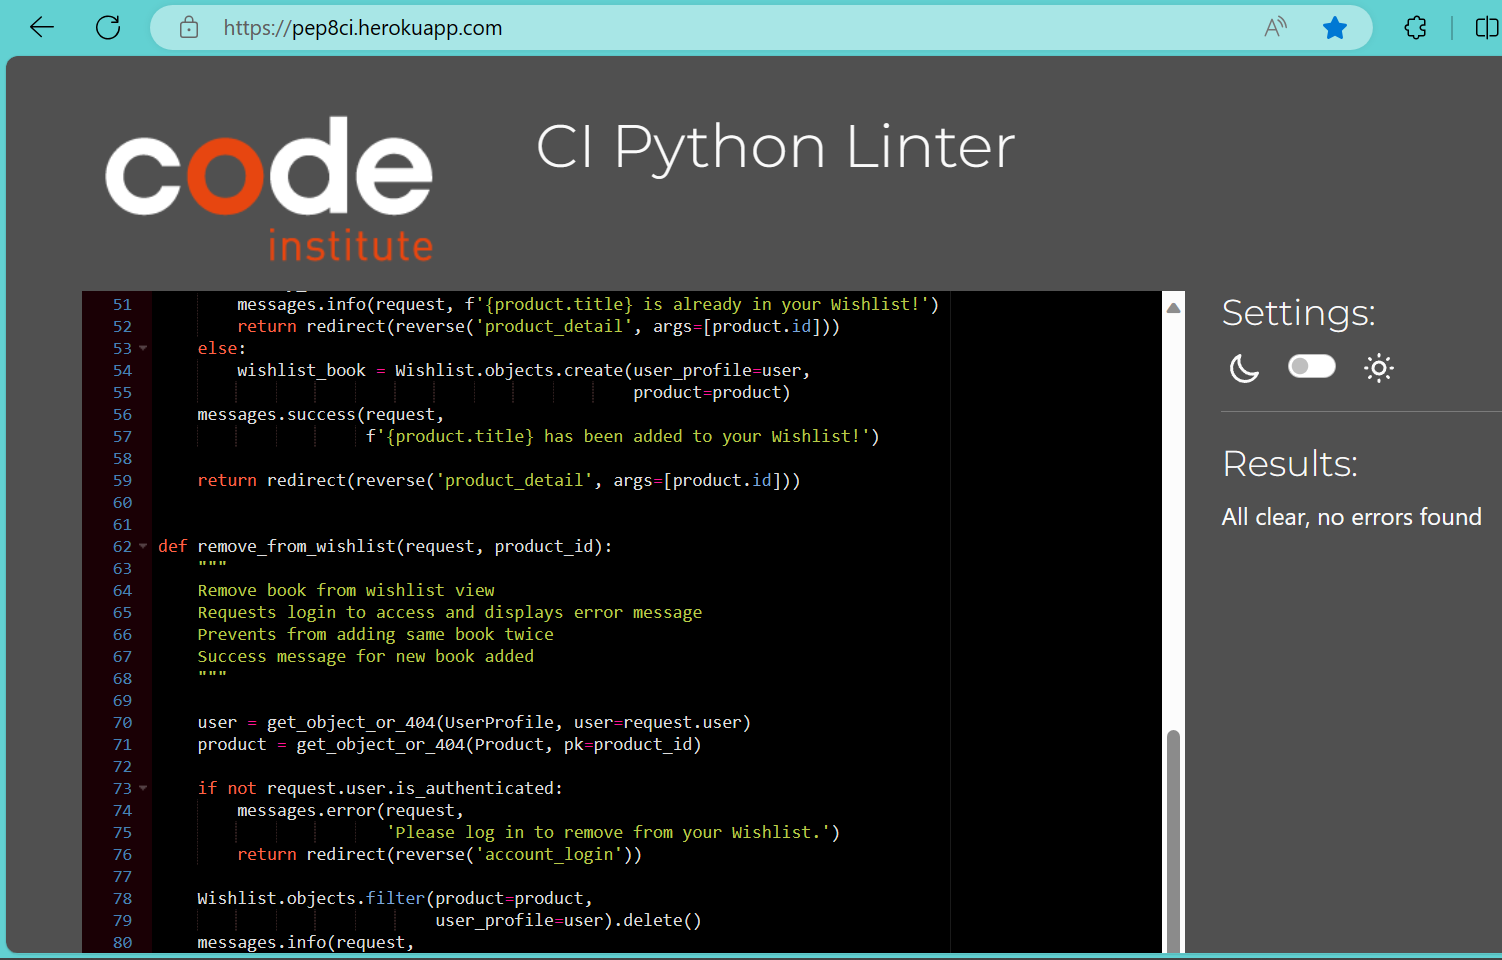 https://pep8ci.herokuapp.com
code
institute
CI Python Linter
51 messages.info(request, f'{product.title} is already in your Wishlist!')
52 return redirect(reverse('product_detail', args=[product.id]))
53 else:
54 wishlist_book = Wishlist.objects.create(user_profile=user,
55 product=product)
56 messages.success(request,
57 f'{product.title} has been added to your Wishlist!')
58
59 return redirect(reverse('product_detail', args=[product.id]))
60
61
62 def remove_from_wishlist(request, product_id):
63 """
64 Remove book from wishlist view
65 Requests login to access and displays error message
66 Prevents from adding same book twice
67 Success message for new book added
68 """
69
70 user = get_object_or_404(UserProfile, user=request.user)
71 product = get_object_or_404(Product, pk=product_id)
72
73 if not request.user.is_authenticated:
74 messages.error(request,
75 'Please log in to remove from your Wishlist.')
76 return redirect(reverse('account_login'))
77
78 Wishlist.objects.filter(product=product,
79 user_profile=user).delete()
80 messages.info(request,
Settings:
Results:
All clear, no errors found